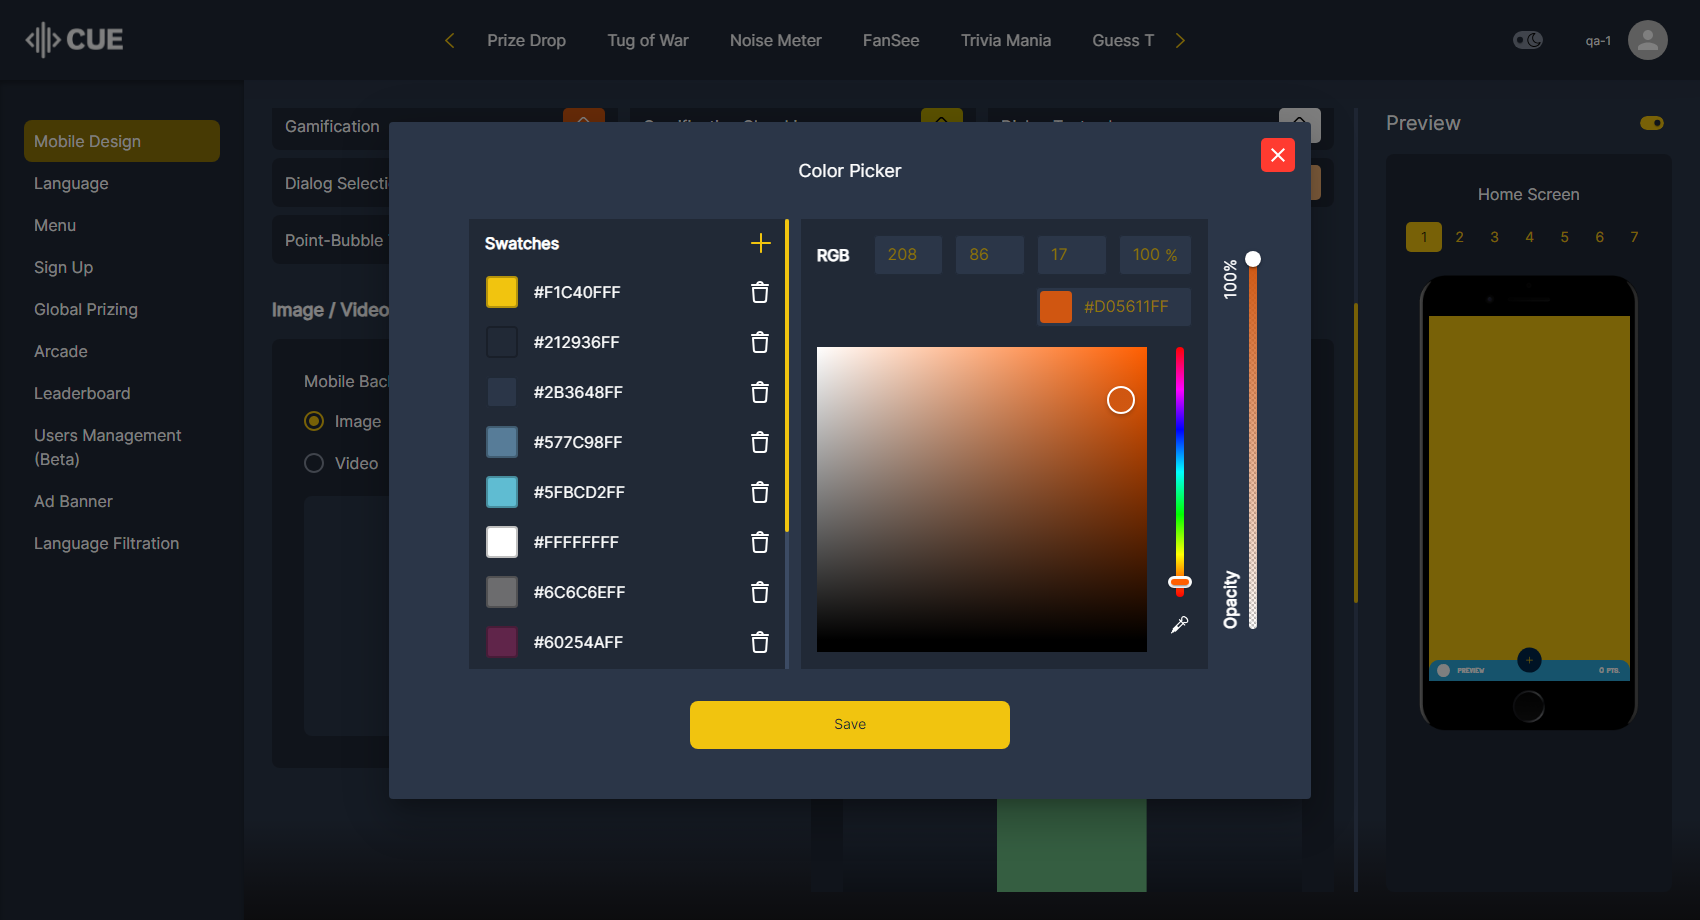 CUE
Prize Drop
Tug of War
Noise Meter
FanSee
Trivia Mania
Guess T
qa-1
Mobile Design
Language
Menu
Sign Up
Global Prizing
Arcade
Leaderboard
Users Management
(Beta)
Ad Banner
Language Filtration
Gamification
Dialog Selecti
Point-Bubble
Image / Video
Mobile Bac
Image
Video
Color Picker
Swatches
#F1C40FFF
#212936FF
#2B3648FF
#577C98FF
#5FBCD2FF
#FFFFFFFF
#6C6C6EFF
#60254AFF
RGB
208
86
17
100 %
#D05611FF
100%
Opacity
Save
Preview
Home Screen
1 2 3 4 5 6 7
PREVIEW
0 PTS.